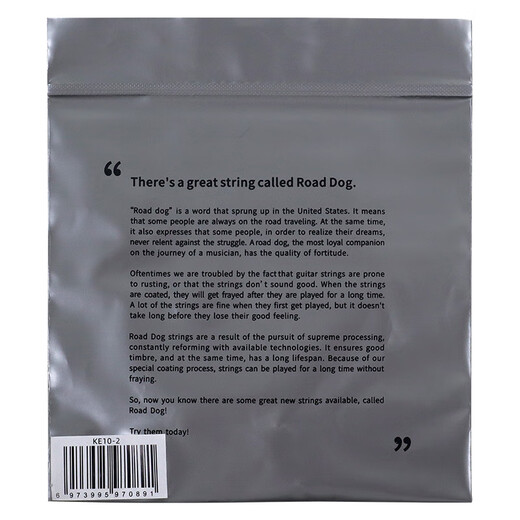 “
There's a great string called Road Dog.
“Road dog” is a word that sprung up in the United States. It means
that some people are always on the road traveling. At the same time,
it also expresses that some people, in order to realize their dreams,
never relent against the struggle. A road dog, the most loyal companion
on the journey of a musician, has the quality of fortitude.
Oftentimes we are troubled by the fact that guitar strings are prone
to rusting, or that the strings don't sound good. When the strings
are coated, they will get frayed after they are played for a long time.
A lot of the strings are fine when they first get played, but it doesn't
take long before they lose their good feeling.
Road Dog strings are a result of the pursuit of supreme processing,
constantly reforming with available technologies. It ensures good
timbre, and at the same time, has a long lifespan. Because of our
special coating process, strings can be played for a long time without
fraying.
So, now you know there are some great new strings available, called
Road Dog!
Try them today!
”
KE10-2
6 973995 970891